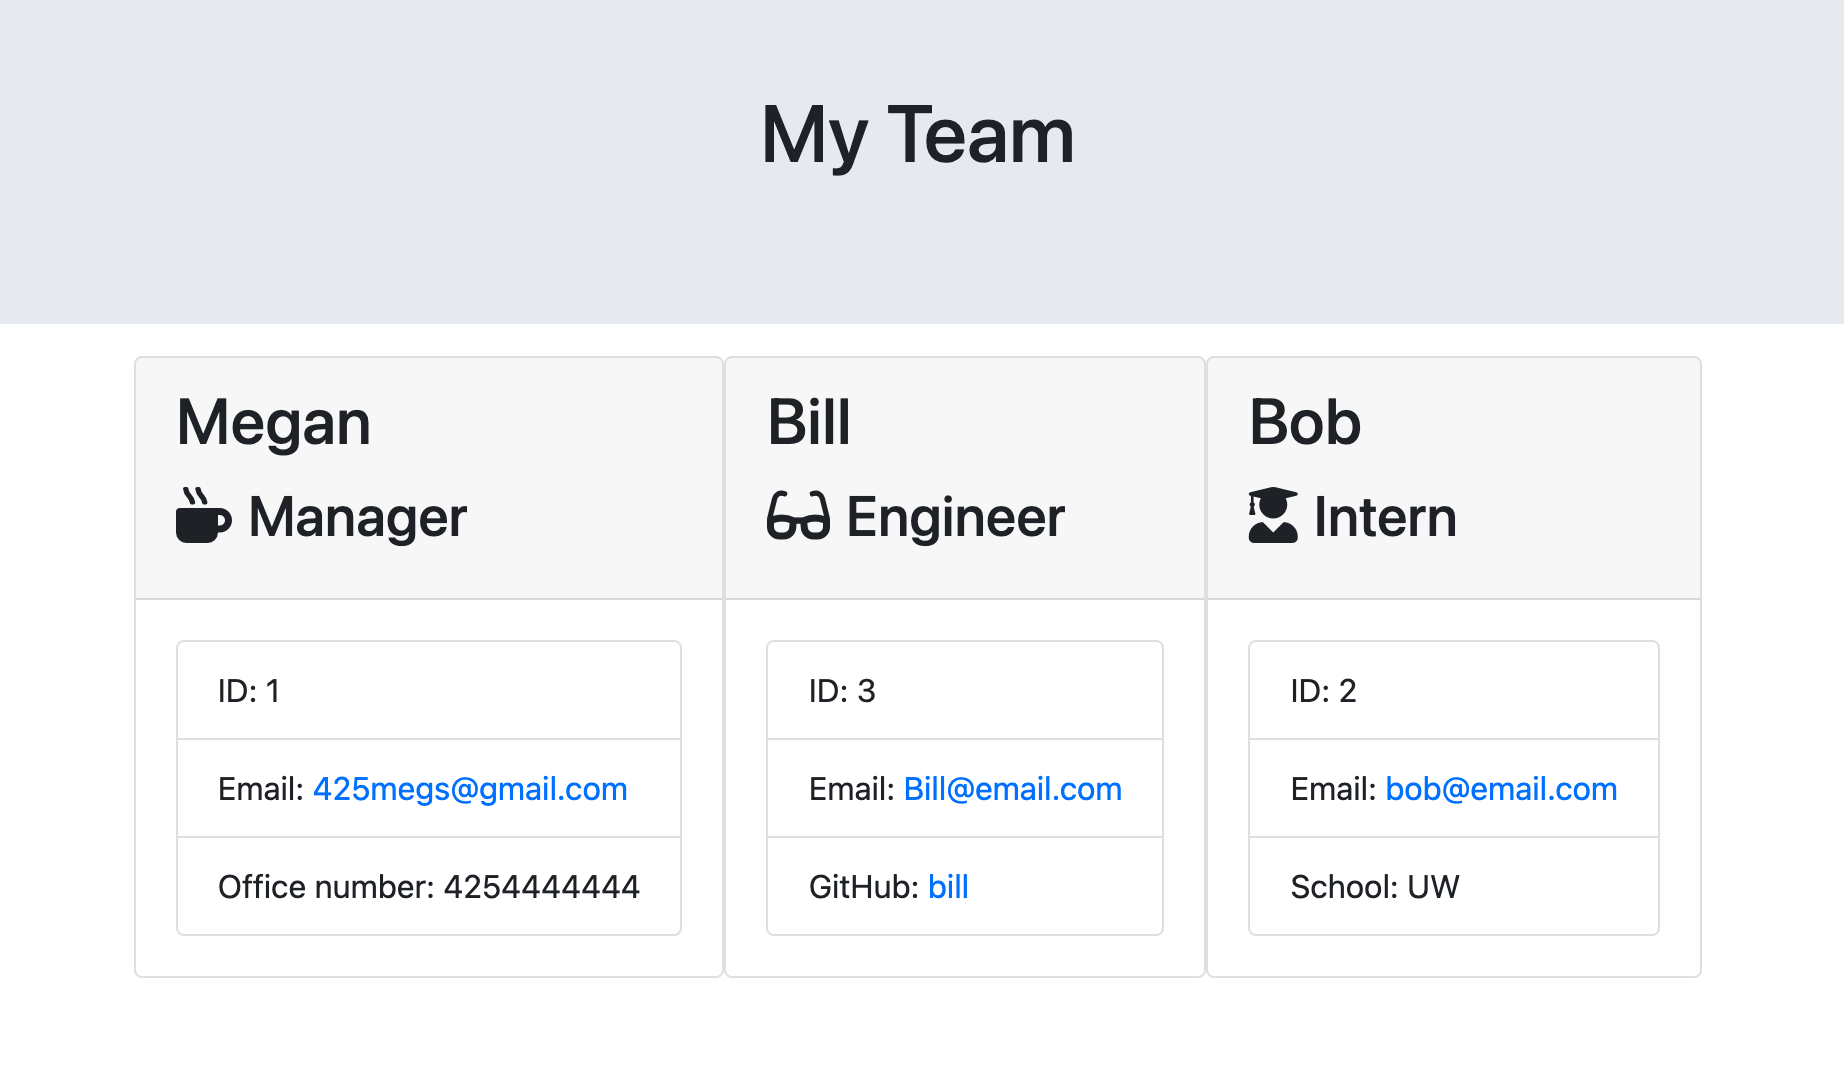 My Team
Megan
Manager
ID: 1
Email: 425megs@gmail.com
Office number: 4254444444
Bill
Engineer
ID: 3
Email: Bill@email.com
GitHub: bill
Bob
Intern
ID: 2
Email: bob@email.com
School: UW